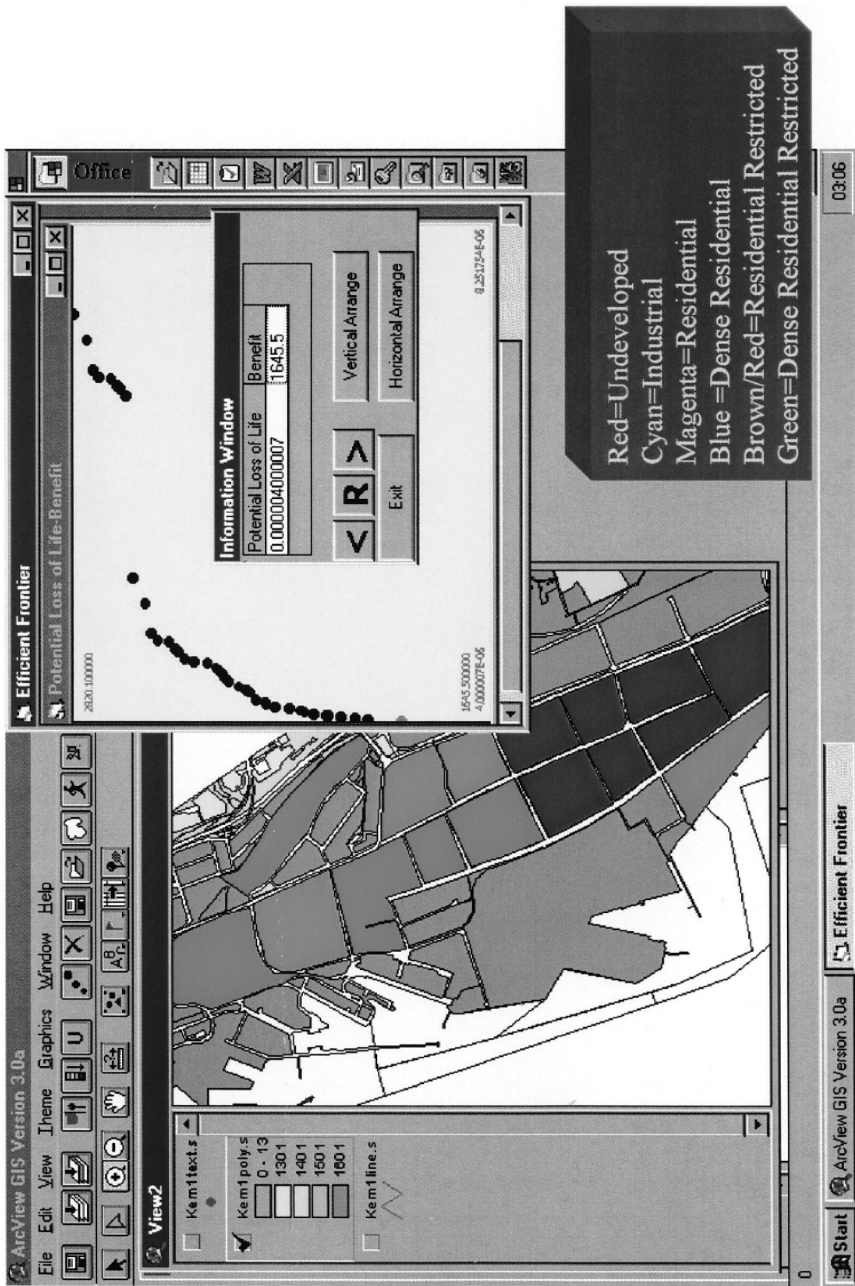 ArcView GIS Version 3.0a
File Edit View Theme Graphics Window Help
View2
Kem1text.s
Kem1poly.s
0 - 13
1301
1401
1501
1601
Kem1line.s
Efficient Frontier
Potential Loss of Life-Benefit
2820.100000
1645.500000
4.000007E-06
8.251754E-06
Information Window
Potential Loss of Life Benefit
0.000004000007 1645.5
< R >
Vertical Arrange
Exit
Horizontal Arrange
Office
Red=Undeveloped
Cyan=Industrial
Magenta=Residential
Blue =Dense Residential
Brown/Red=Residential Restricted
Green=Dense Residential Restricted
0
Start
ArcView GIS Version 3.0a
Efficient Frontier
03:06